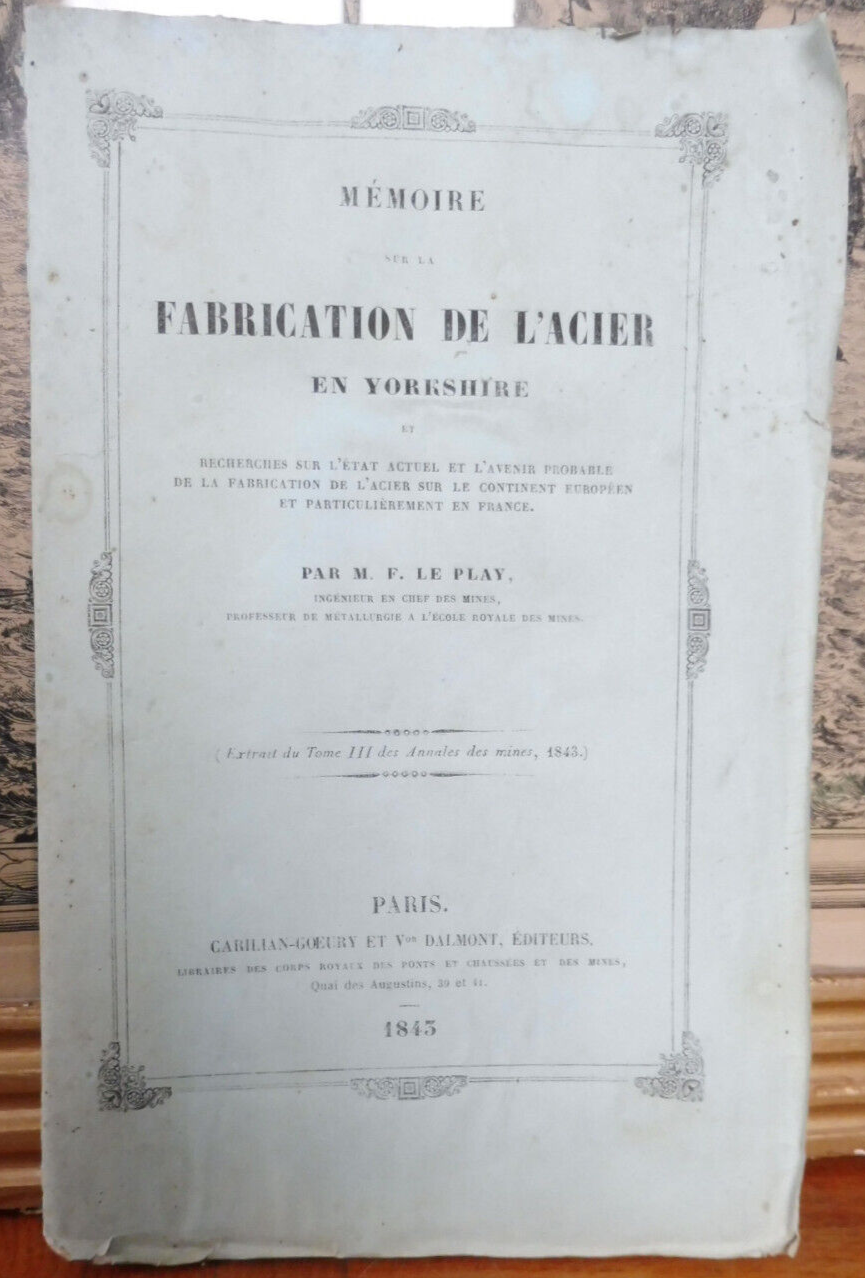 MÉMOIRE
SUR LA
FABRICATION DE L'ACIER
EN YORKSHIRE
ET
RECHERCHES SUR L'ÉTAT ACTUEL ET L'AVENIR PROBABLE
DE LA FABRICATION DE L'ACIER SUR LE CONTINENT EUROPÉEN
ET PARTICULIÈREMENT EN FRANCE.
PAR M. F. LE PLAY,
INGÉNIEUR EN CHEF DES MINES,
PROFESSEUR DE MÉTALLURGIE A L'ÉCOLE ROYALE DES MINES.
(Extrait du Tome III des Annales des mines, 1843.)
PARIS.
CARILIAN-GOEURY ET Vor DALMONT, ÉDITEURS,
LIBRAIRES DES CORPS ROYAUX DES PONTS ET CHAUSSÉES ET DES MINES,
Quai des Augustins, 39 et 41.
1843